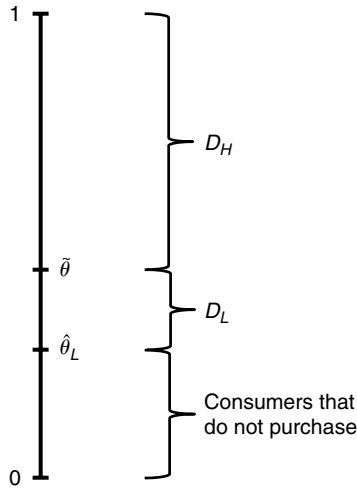 1
D_H
θ̃
D_L
θ̂_L
Consumers that
do not purchase
0